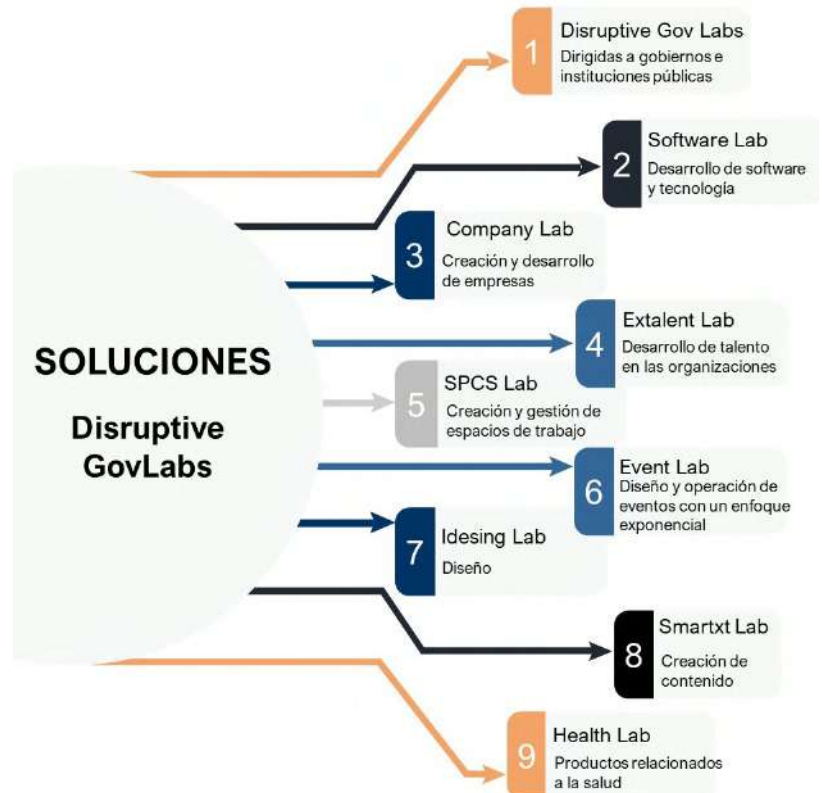 SOLUCIONES
Disruptive
GovLabs
1
Disruptive Gov Labs
Dirigidas a gobiernos e
instituciones públicas
2
Software Lab
Desarrollo de software
y tecnología
3
Company Lab
Creación y desarrollo
de empresas
4
Extalent Lab
Desarrollo de talento
en las organizaciones
5
SPCS Lab
Creación y gestión de
espacios de trabajo
6
Event Lab
Diseño y operación de
eventos con un enfoque
exponencial
7
Idesing Lab
Diseño
8
Smartxt Lab
Creación de
contenido
9
Health Lab
Productos relacionados
a la salud